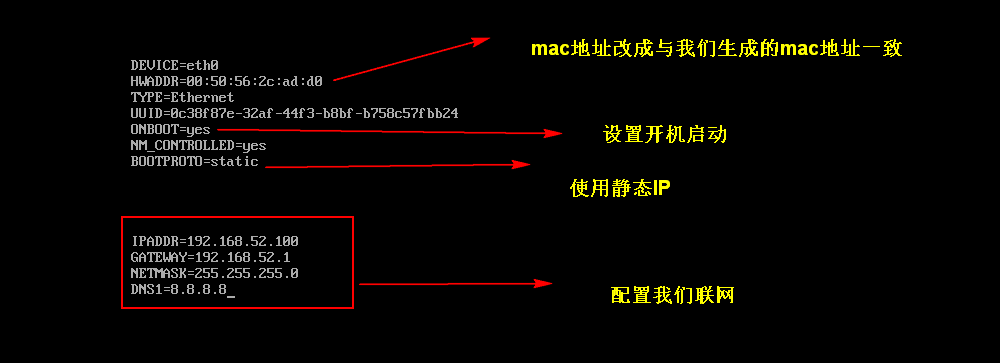 mac地址改成与我们生成的mac地址一致
DEVICE=eth0
HWADDR=00:50:56:2c:ad:d0
TYPE=Ethernet
UUID=0c38f87e-32af-44f3-b8bf-b758c57fbb24
ONBOOT=yes
设置开机启动
NM_CONTROLLED=yes
BOOTPROTO=static
使用静态IP
IPADDR=192.168.52.100
GATEWAY=192.168.52.1
NETMASK=255.255.255.0
DNS1=8.8.8.8_
配置我们联网